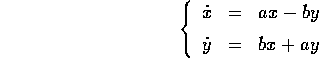 ẋ = ax − by
ẏ = bx + ay